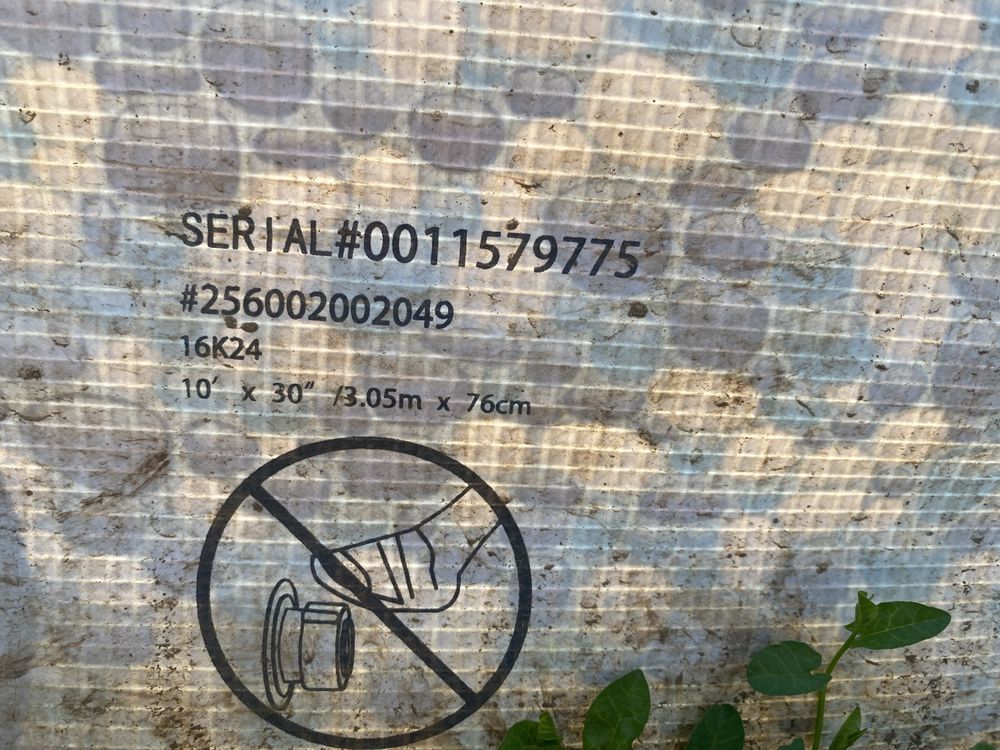 SERIAL#0011579775
#256002002049
16K24
10' x 30" /3.05m x 76cm